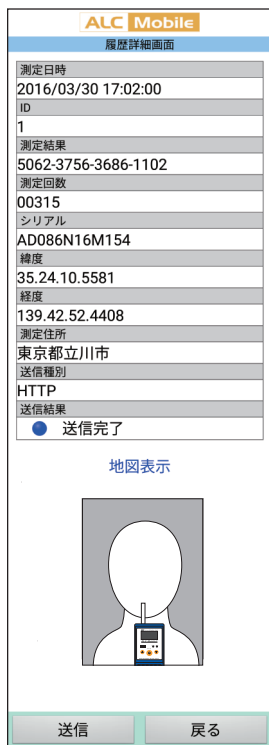 ALC Mobile
履歴詳細画面
測定日時
2016/03/30 17:02:00
ID
1
測定結果
5062-3756-3686-1102
測定回数
00315
シリアル
AD086N16M154
緯度
35.24.10.5581
経度
139.42.52.4408
測定住所
東京都立川市
送信種別
HTTP
送信結果
送信完了
地図表示
送信
戻る